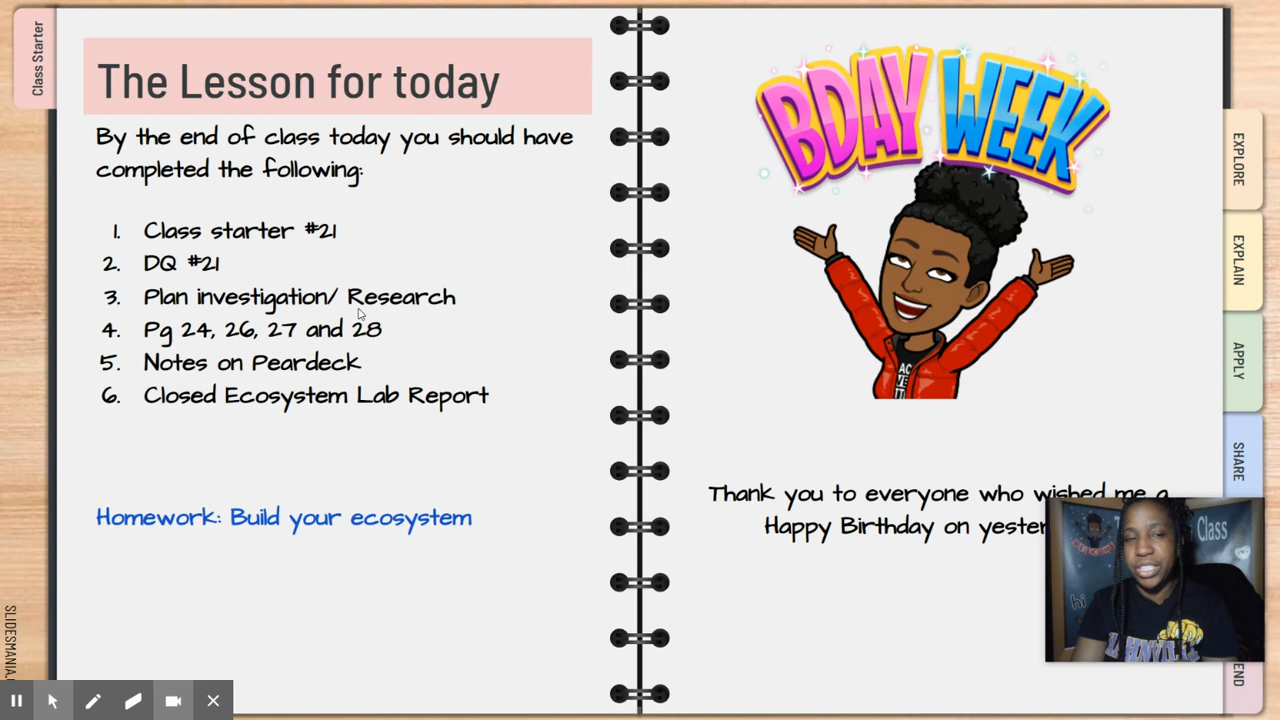 Class Starter
The Lesson for today
By the end of class today you should have
completed the following:
1. Class starter #21
2. DQ #21
3. Plan investigation/ Research
4. Pg 24, 26, 27 and 28
5. Notes on Peardeck
6. Closed Ecosystem Lab Report
Homework: Build your ecosystem
SLIDESMANIA.
BDAY WEEK
Thank you to everyone who wished me a
Happy Birthday on yester
EXPLORE
EXPLAIN
APPLY
SHARE
END
Class
hi